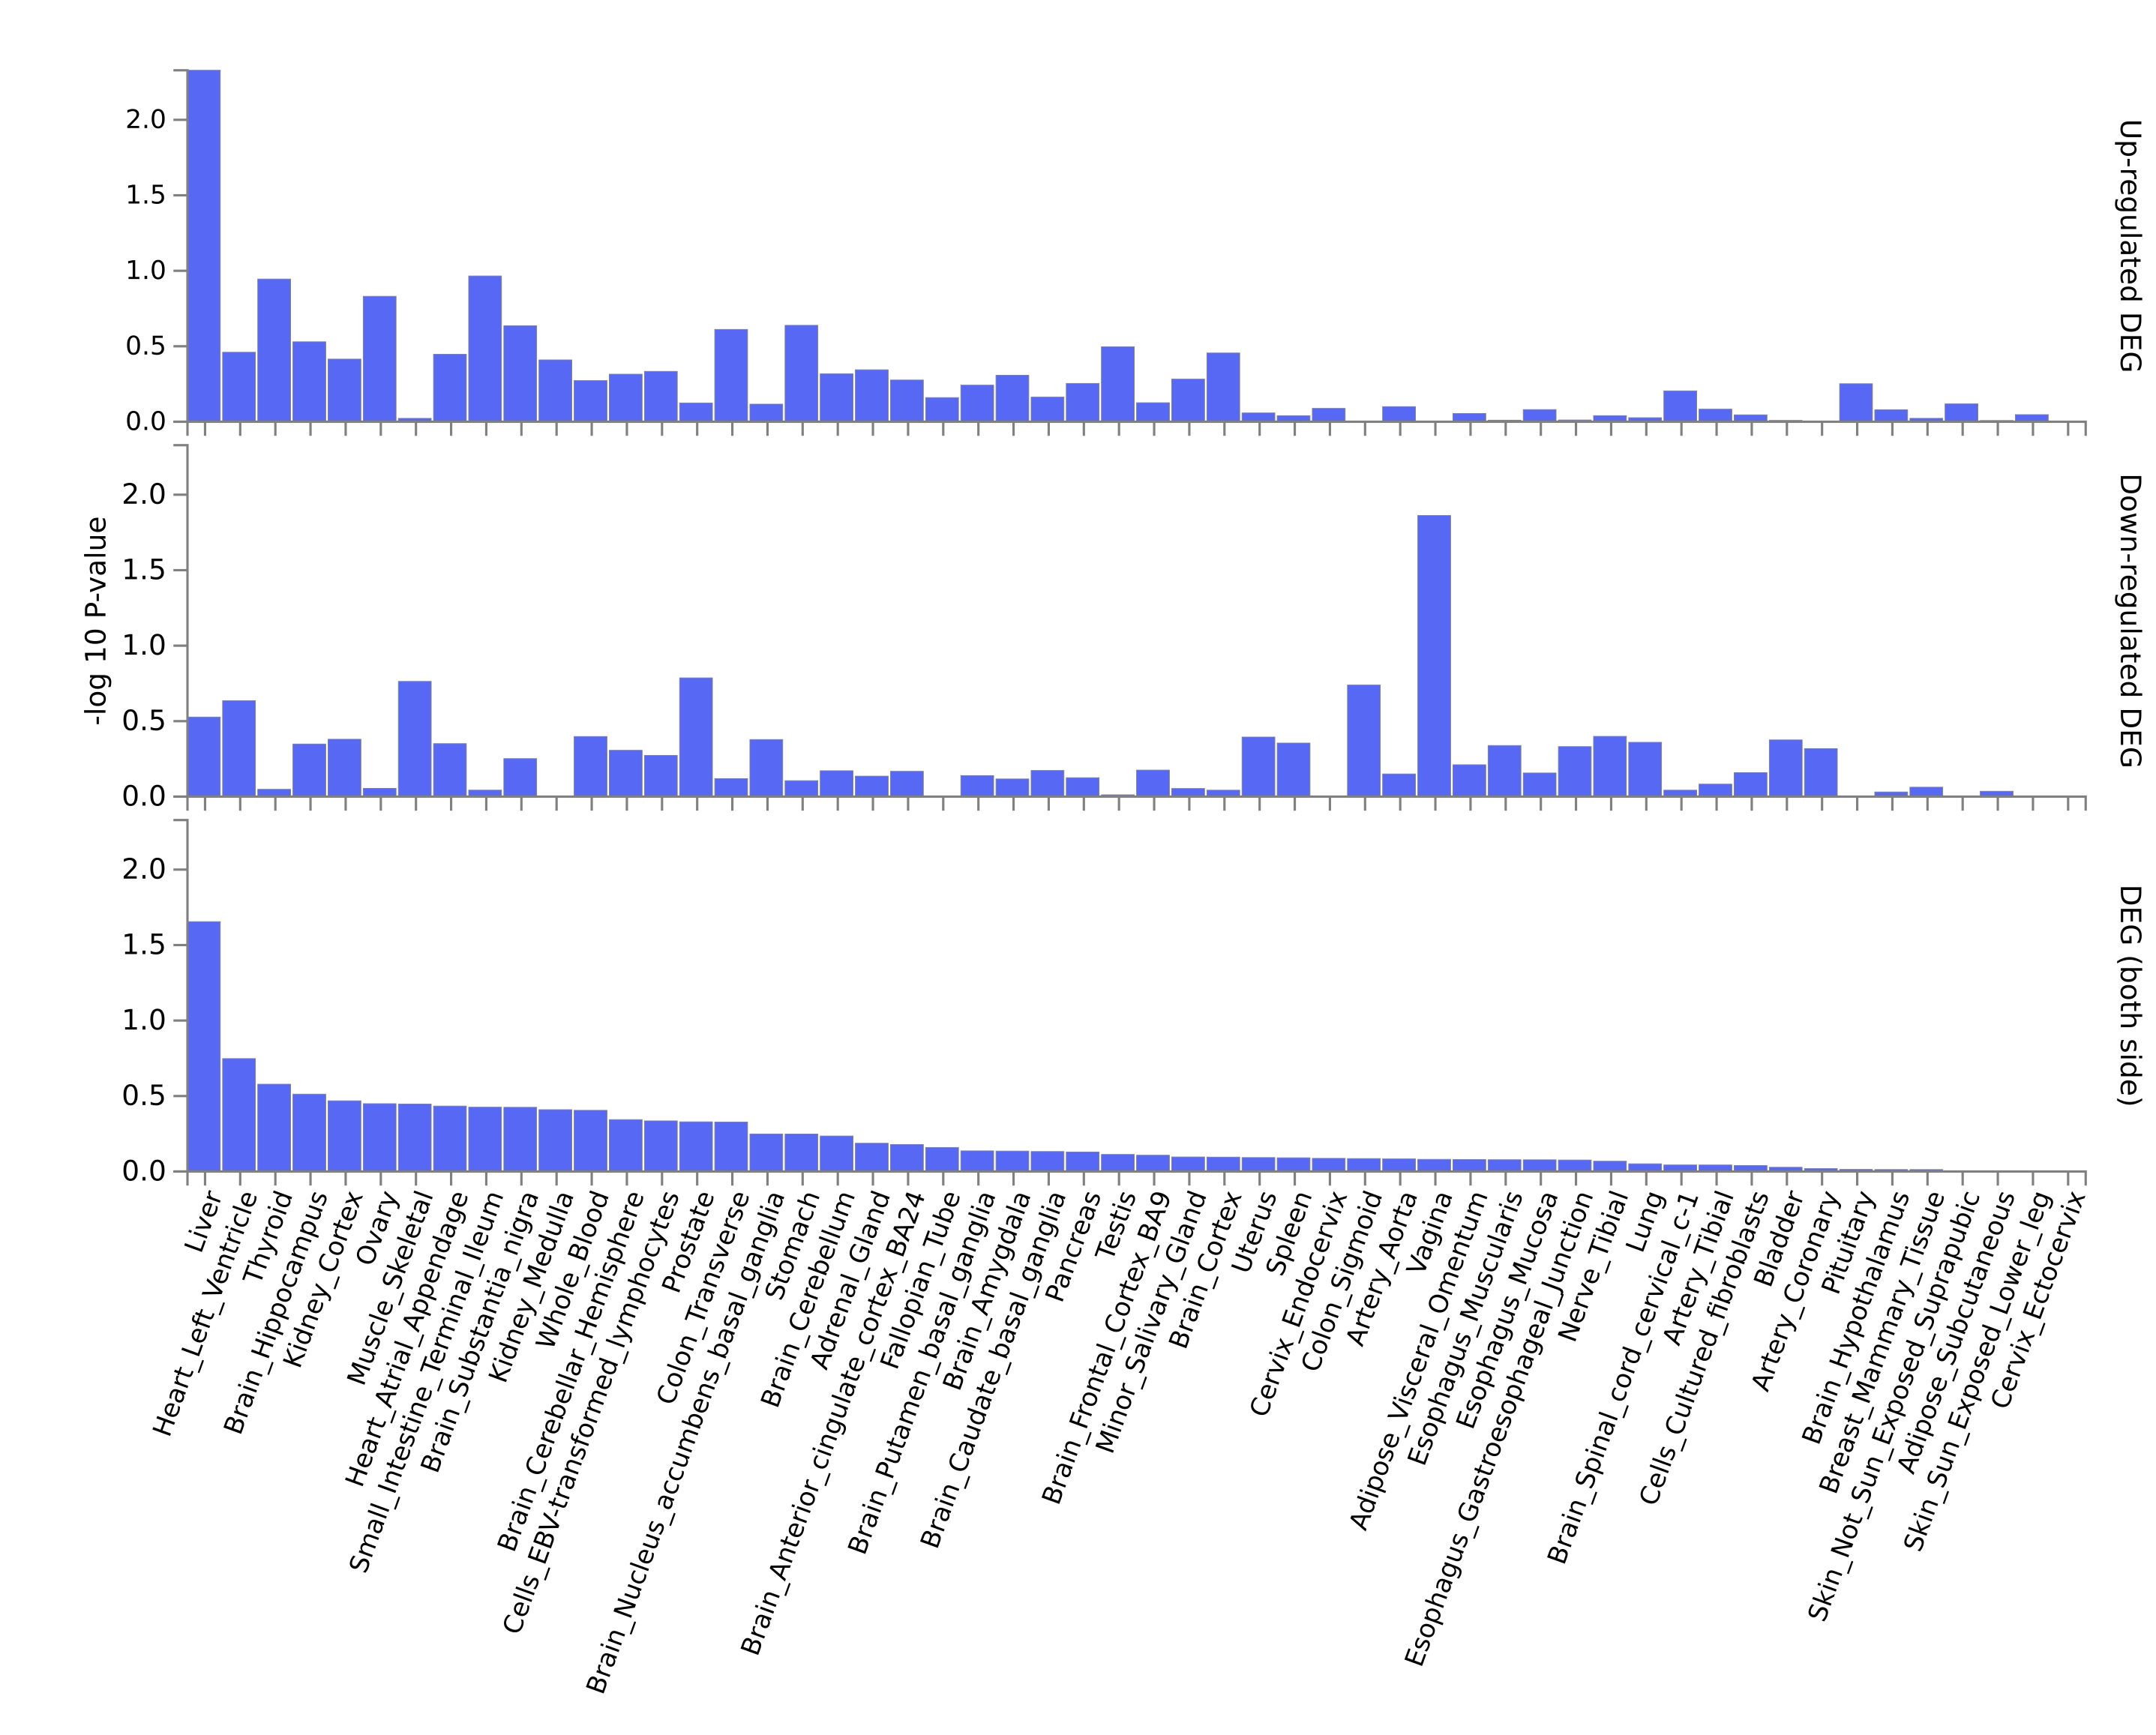 2.0
1.5
1.0
0.5
0.0
Up-regulated DEG
-log 10 P-value
2.0
1.5
1.0
0.5
0.0
Down-regulated DEG
2.0
1.5
1.0
0.5
0.0
DEG (both side)
Liver
Heart_Left_Ventricle
Thyroid
Brain_Hippocampus
Kidney_Cortex
Ovary
Muscle_Skeletal
Heart_Atrial_Appendage
Small_Intestine_Terminal_Ileum
Brain_Substantia_nigra
Kidney_Medulla
Whole_Blood
Brain_Cerebellar_Hemisphere
Cells_EBV-transformed_lymphocytes
Prostate
Colon_Transverse
Brain_Nucleus_accumbens_basal_ganglia
Stomach
Brain_Cerebellum
Adrenal_Gland
Brain_Anterior_cingulate_cortex_BA24
Fallopian_Tube
Brain_Putamen_basal_ganglia
Brain_Amygdala
Brain_Caudate_basal_ganglia
Pancreas
Testis
Brain_Frontal_Cortex_BA9
Minor_Salivary_Gland
Brain_Cortex
Uterus
Spleen
Cervix_Endocervix
Colon_Sigmoid
Artery_Aorta
Vagina
Adipose_Visceral_Omentum
Esophagus_Muscularis
Esophagus_Mucosa
Esophagus_Gastroesophageal_Junction
Nerve_Tibial
Lung
Brain_Spinal_cord_cervical_c-1
Artery_Tibial
Cells_Cultured_fibroblasts
Bladder
Artery_Coronary
Pituitary
Brain_Hypothalamus
Breast_Mammary_Tissue
Skin_Not_Sun_Exposed_Suprapubic
Adipose_Subcutaneous
Skin_Sun_Exposed_Lower_leg
Cervix_Ectocervix